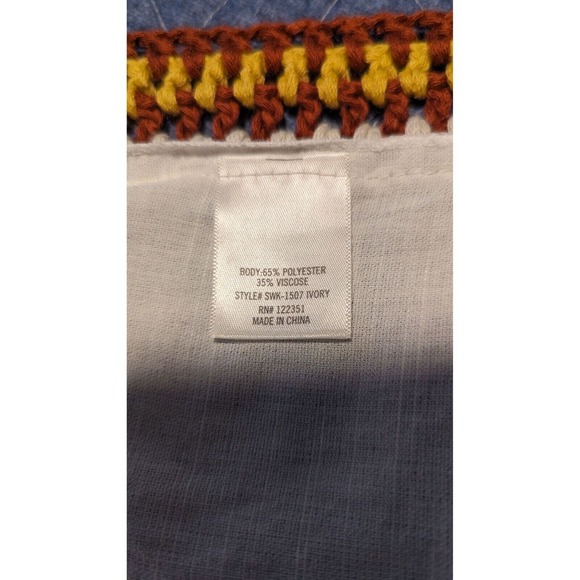 BODY:65% POLYESTER
35% VISCOSE
STYLE# SWK-1507 IVORY
RN# 122351
MADE IN CHINA